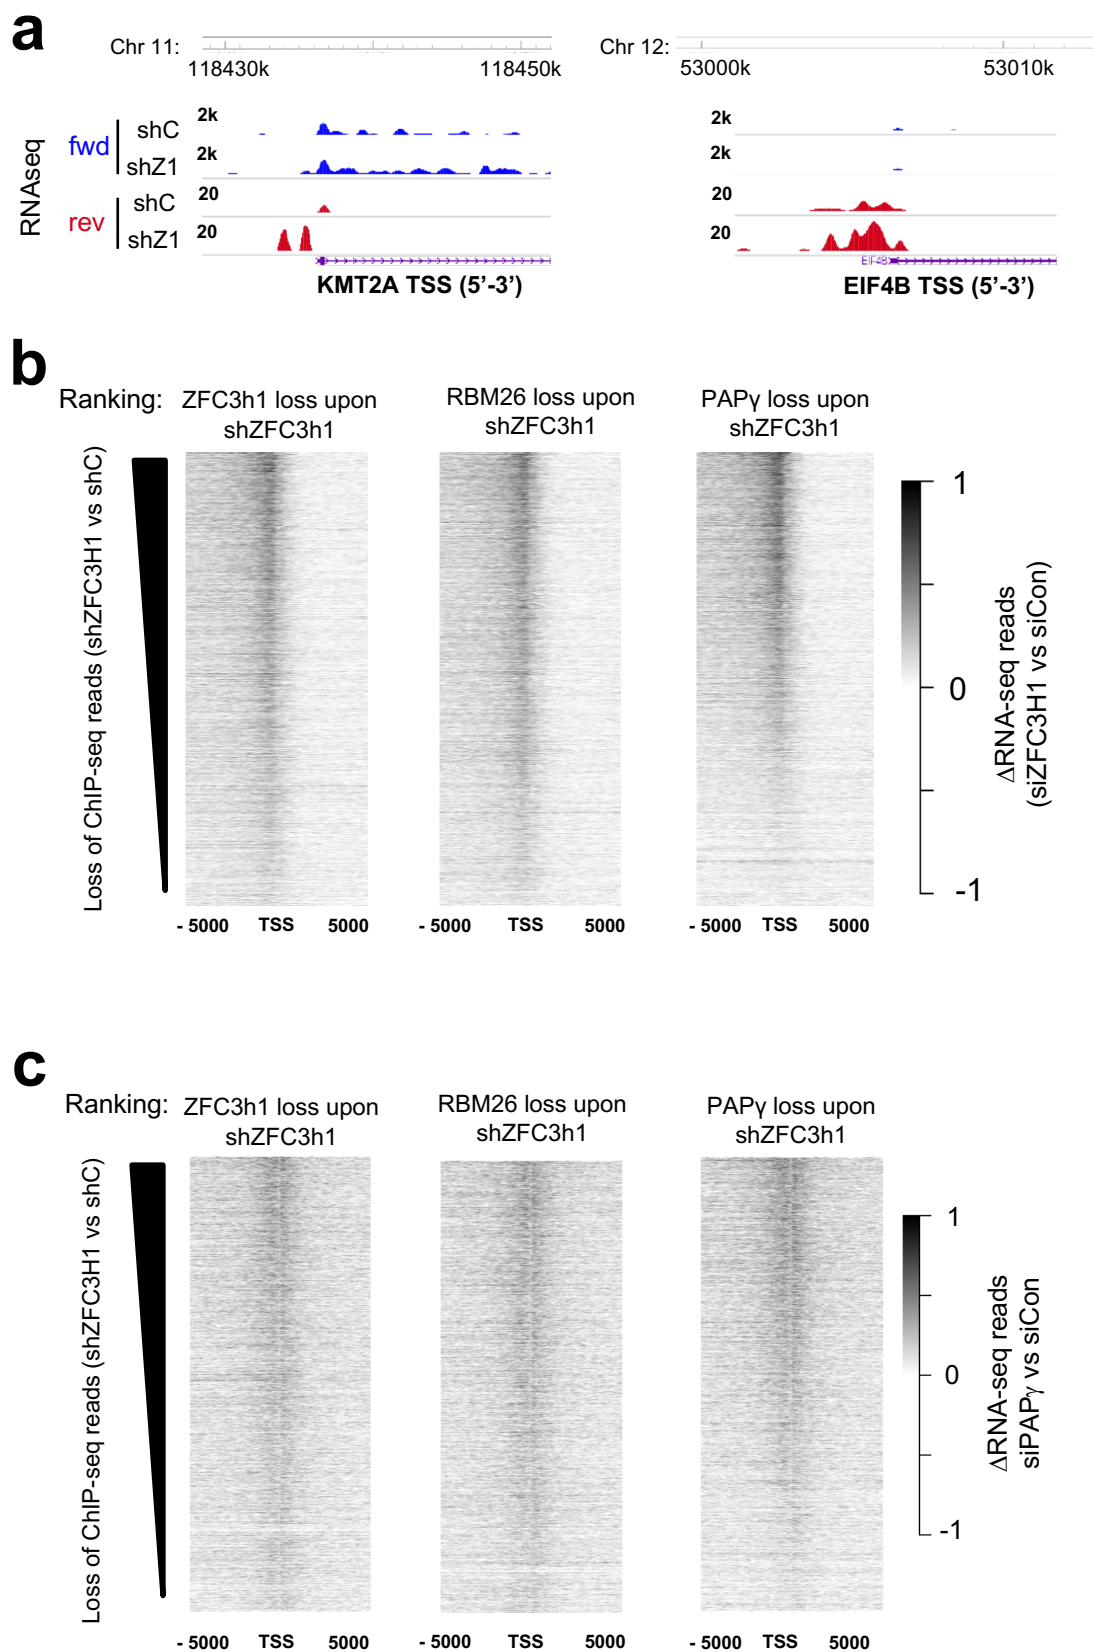 a
Chr 11:
118430k
118450k
Chr 12:
53000k
53010k
RNAseq
fwd
shC
2k
shZ1
2k
rev
shC
20
shZ1
20
2k
2k
20
20
EIF4B
KMT2A TSS (5’-3’)
EIF4B TSS (5’-3’)
b
Ranking:
ZFC3h1 loss upon
shZFC3h1
RBM26 loss upon
shZFC3h1
PAPγ loss upon
shZFC3h1
Loss of ChIP-seq reads (shZFC3H1 vs shC)
- 5000 TSS 5000
- 5000 TSS 5000
- 5000 TSS 5000
1
0
-1
ΔRNA-seq reads
(siZFC3H1 vs siCon)
c
Ranking:
ZFC3h1 loss upon
shZFC3h1
RBM26 loss upon
shZFC3h1
PAPγ loss upon
shZFC3h1
Loss of ChIP-seq reads (shZFC3H1 vs shC)
- 5000 TSS 5000
- 5000 TSS 5000
- 5000 TSS 5000
1
0
-1
ΔRNA-seq reads
siPAPγ vs siCon